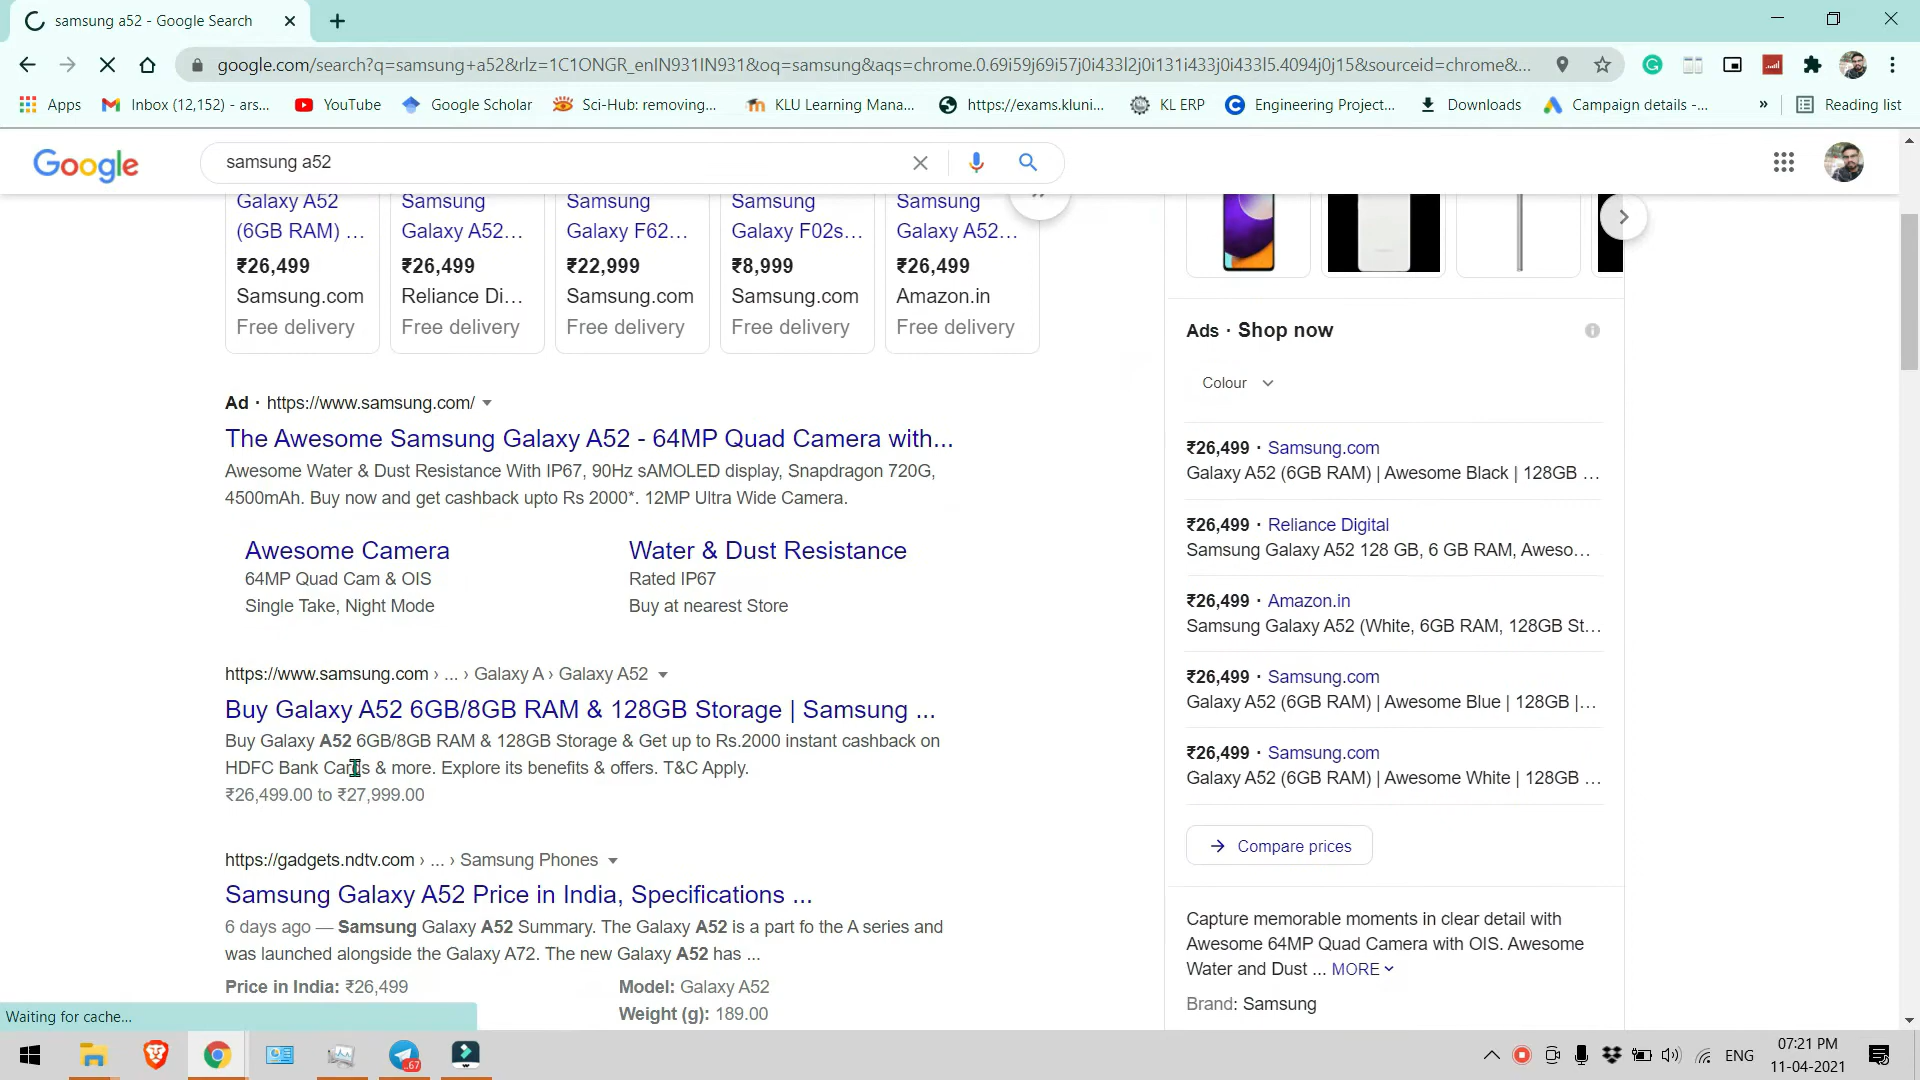 samsung a52 - Google Search
google.com/search?q=samsung+a52&rlz=1C1ONGR_enIN931IN931&oq=samsung&aqs=chrome.0.69i59j69i57j0i433l2j0i131i433j0i433l5.4094j0j15&sourceid=chrome&...
Apps
Inbox (12,152) - ars...
YouTube
Google Scholar
Sci-Hub: removing...
KLU Learning Mana...
https://exams.kluni...
KL ERP
Engineering Project...
Downloads
Campaign details -...
»
Reading list
Google
samsung a52
Galaxy A52
(6GB RAM) ...
₹26,499
Samsung.com
Free delivery
Samsung
Galaxy A52...
₹26,499
Reliance Di...
Free delivery
Samsung
Galaxy F62...
₹22,999
Samsung.com
Free delivery
Samsung
Galaxy F02s...
₹8,999
Samsung.com
Free delivery
Samsung
Galaxy A52...
₹26,499
Amazon.in
Free delivery
Ad · https://www.samsung.com/
The Awesome Samsung Galaxy A52 - 64MP Quad Camera with...
Awesome Water & Dust Resistance With IP67, 90Hz sAMOLED display, Snapdragon 720G,
4500mAh. Buy now and get cashback upto Rs 2000*. 12MP Ultra Wide Camera.
Awesome Camera
64MP Quad Cam & OIS
Single Take, Night Mode
Water & Dust Resistance
Rated IP67
Buy at nearest Store
https://www.samsung.com › ... › Galaxy A › Galaxy A52
Buy Galaxy A52 6GB/8GB RAM & 128GB Storage | Samsung ...
Buy Galaxy A52 6GB/8GB RAM & 128GB Storage & Get up to Rs.2000 instant cashback on
HDFC Bank Cards & more. Explore its benefits & offers. T&C Apply.
₹26,499.00 to ₹27,999.00
https://gadgets.ndtv.com › ... › Samsung Phones
Samsung Galaxy A52 Price in India, Specifications ...
6 days ago — Samsung Galaxy A52 Summary. The Galaxy A52 is a part fo the A series and
was launched alongside the Galaxy A72. The new Galaxy A52 has ...
Price in India: ₹26,499
Model: Galaxy A52
Weight (g): 189.00
Ads · Shop now
Colour
₹26,499 · Samsung.com
Galaxy A52 (6GB RAM) | Awesome Black | 128GB ...
₹26,499 · Reliance Digital
Samsung Galaxy A52 128 GB, 6 GB RAM, Aweso...
₹26,499 · Amazon.in
Samsung Galaxy A52 (White, 6GB RAM, 128GB St...
₹26,499 · Samsung.com
Galaxy A52 (6GB RAM) | Awesome Blue | 128GB |...
₹26,499 · Samsung.com
Galaxy A52 (6GB RAM) | Awesome White | 128GB ...
Compare prices
Capture memorable moments in clear detail with
Awesome 64MP Quad Camera with OIS. Awesome
Water and Dust ... MORE
Brand: Samsung
Waiting for cache...
67
ENG
07:21 PM
11-04-2021